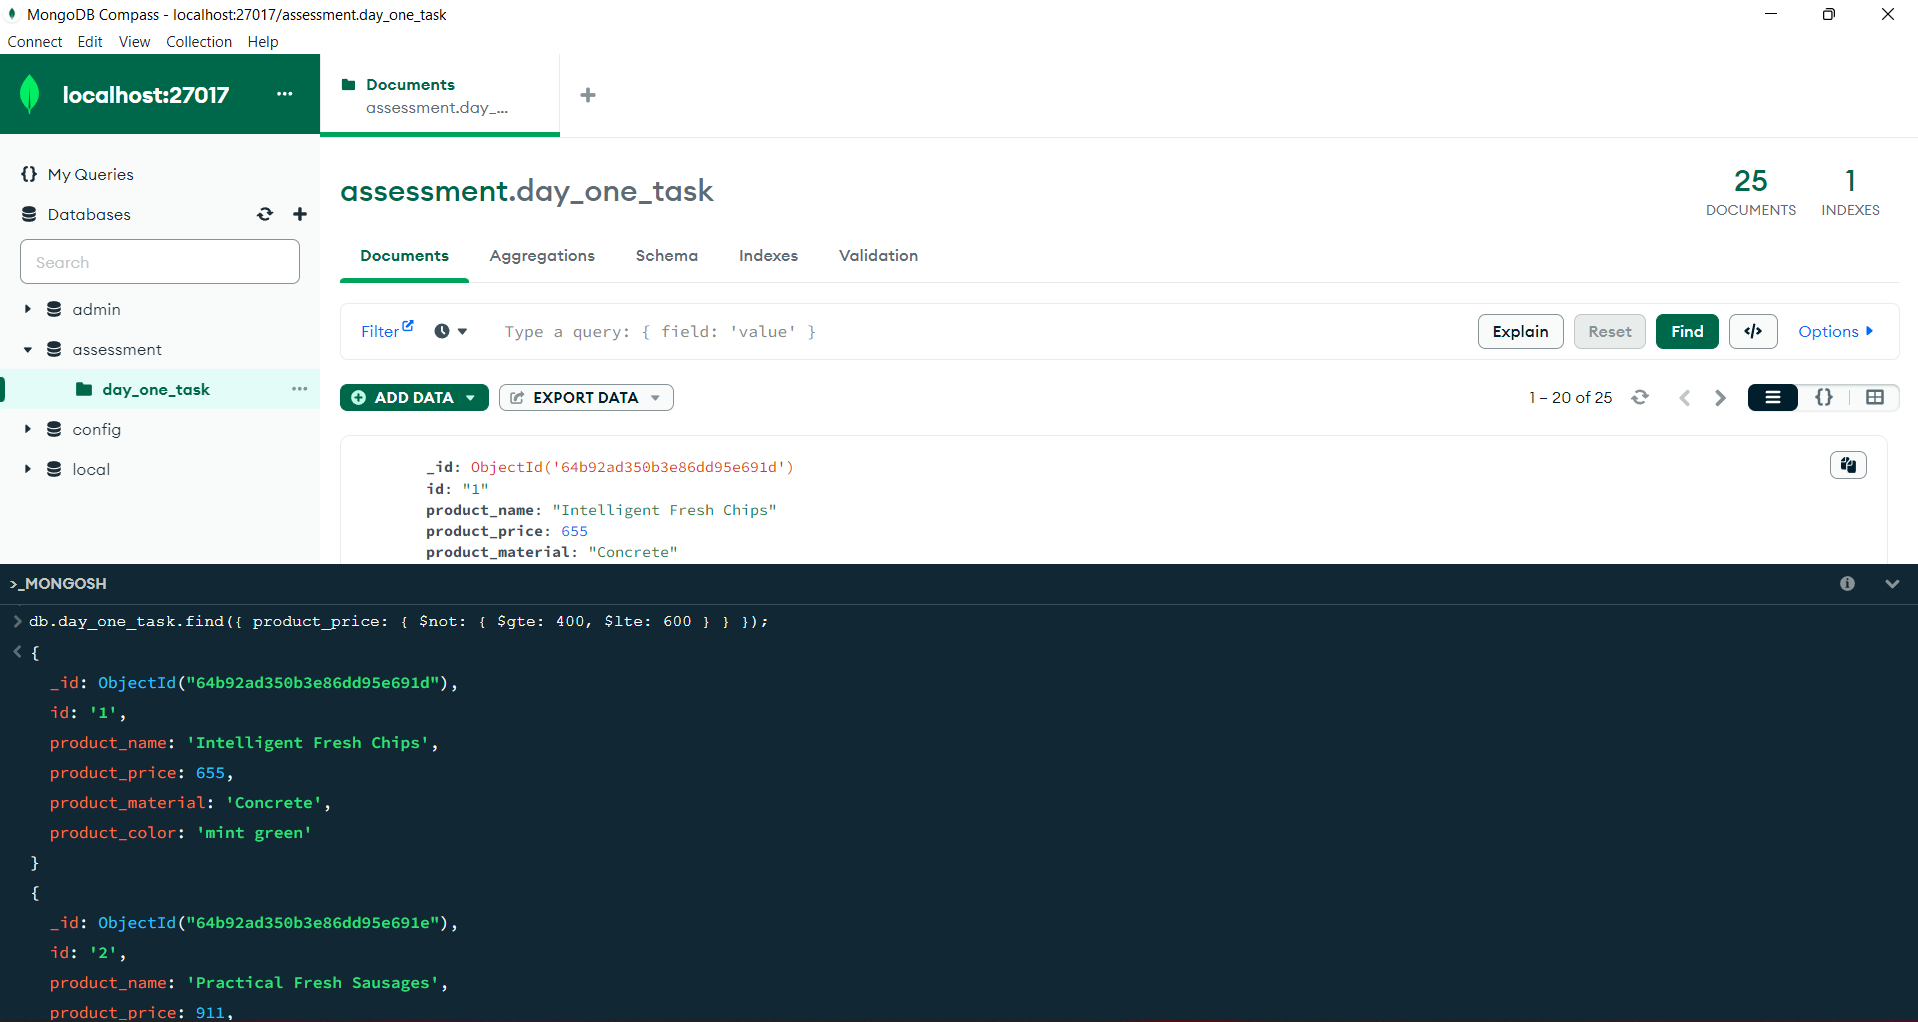 MongoDB Compass - localhost:27017/assessment.day_one_task
Connect Edit View Collection Help
localhost:27017 ...
Documents
assessment.day_...
My Queries
Databases
Search
admin
assessment
day_one_task
config
local
assessment.day_one_task
25
DOCUMENTS
1
INDEXES
Documents Aggregations Schema Indexes Validation
Filter Type a query: { field: 'value' } Explain Reset Find </> Options
ADD DATA EXPORT DATA 1 – 20 of 25 {}
_id: ObjectId('64b92ad350b3e86dd95e691d')
id: "1"
product_name: "Intelligent Fresh Chips"
product_price: 655
product_material: "Concrete"
>_MONGOSH
> db.day_one_task.find({ product_price: { $not: { $gte: 400, $lte: 600 } } });
< {
_id: ObjectId("64b92ad350b3e86dd95e691d"),
id: '1',
product_name: 'Intelligent Fresh Chips',
product_price: 655,
product_material: 'Concrete',
product_color: 'mint green'
}
{
_id: ObjectId("64b92ad350b3e86dd95e691e"),
id: '2',
product_name: 'Practical Fresh Sausages',
product_price: 911,